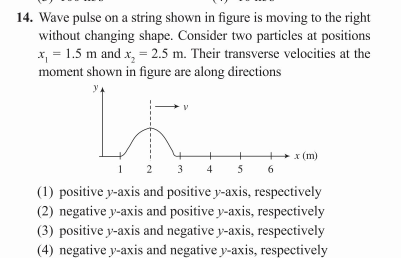 14. Wave pulse on a string shown in figure is moving to the right
without changing shape. Consider two particles at positions
x₁ = 1.5 m and x₂ = 2.5 m. Their transverse velocities at the
moment shown in figure are along directions
y
v
x (m)
1 2 3 4 5 6
(1) positive y-axis and positive y-axis, respectively
(2) negative y-axis and positive y-axis, respectively
(3) positive y-axis and negative y-axis, respectively
(4) negative y-axis and negative y-axis, respectively